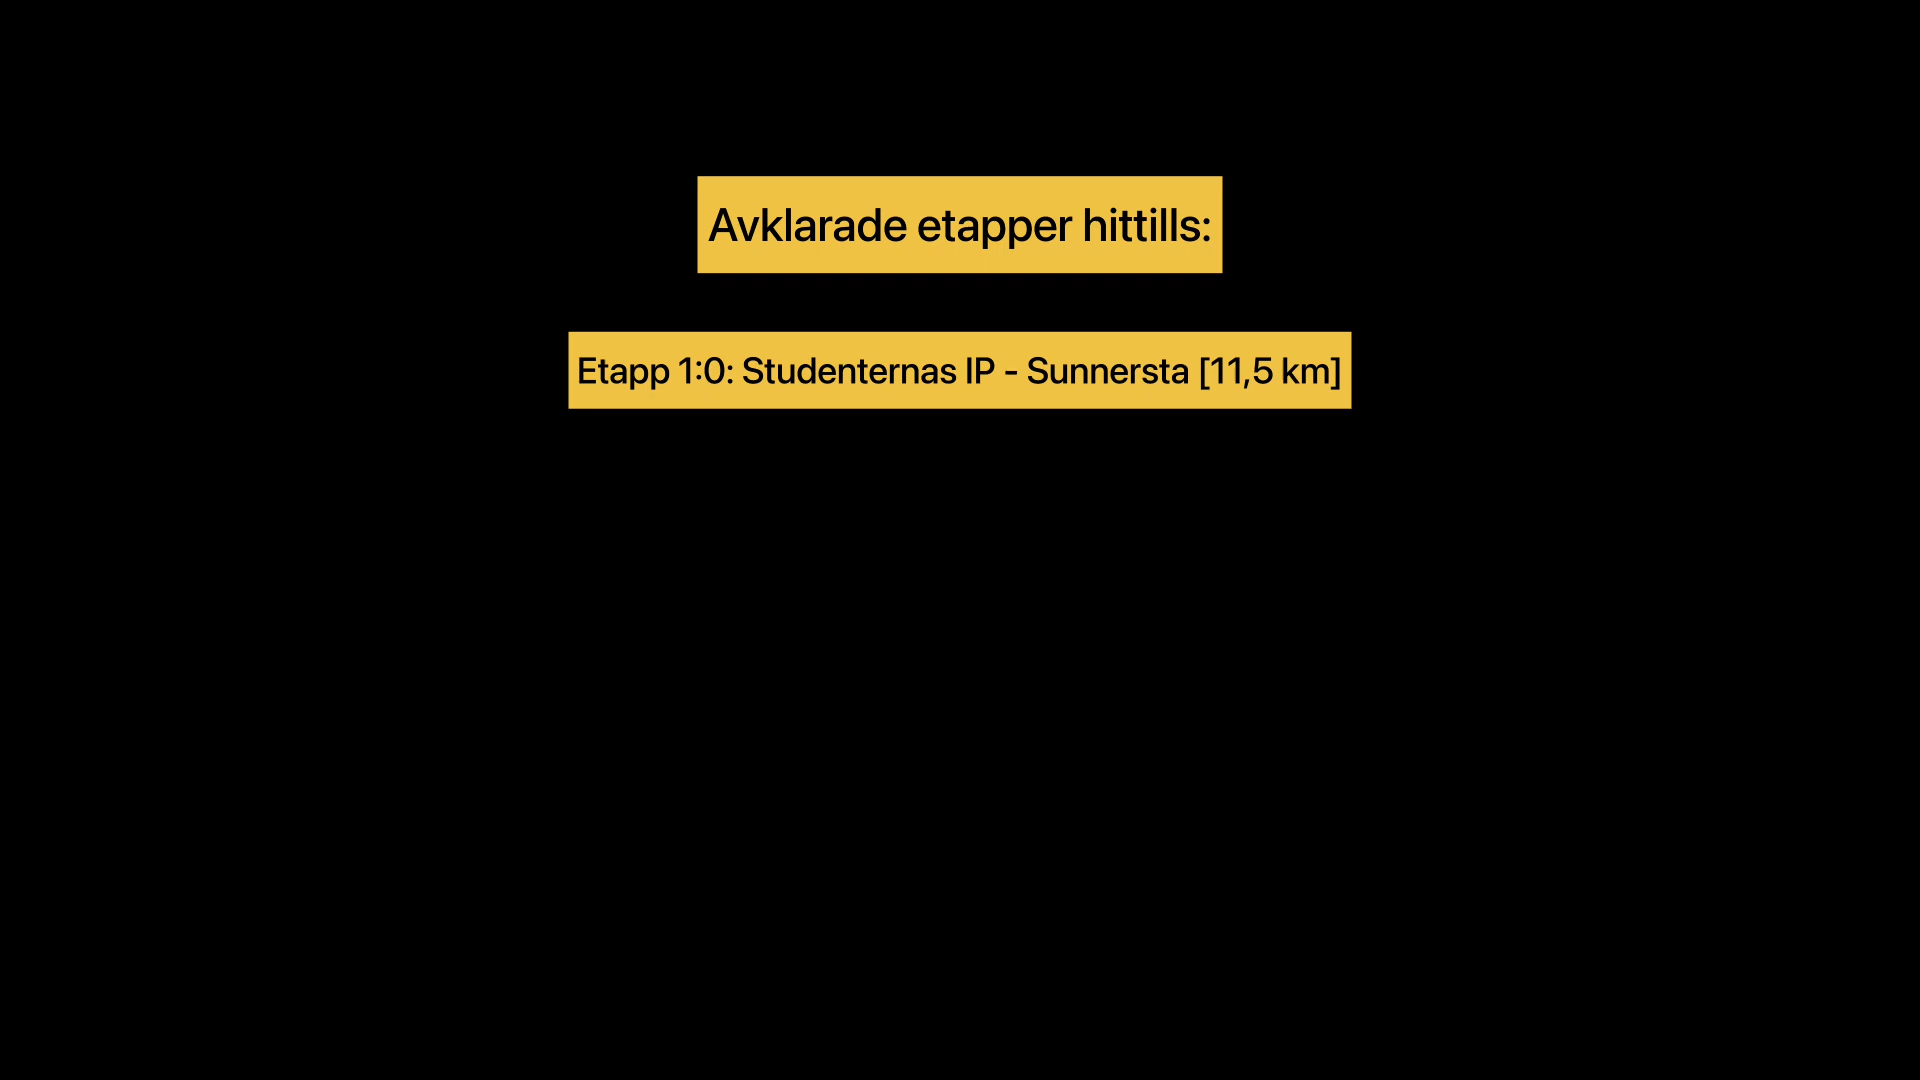 Avklarade etapper hittills:
Etapp 1:0: Studenternas IP - Sunnersta [11,5 km]